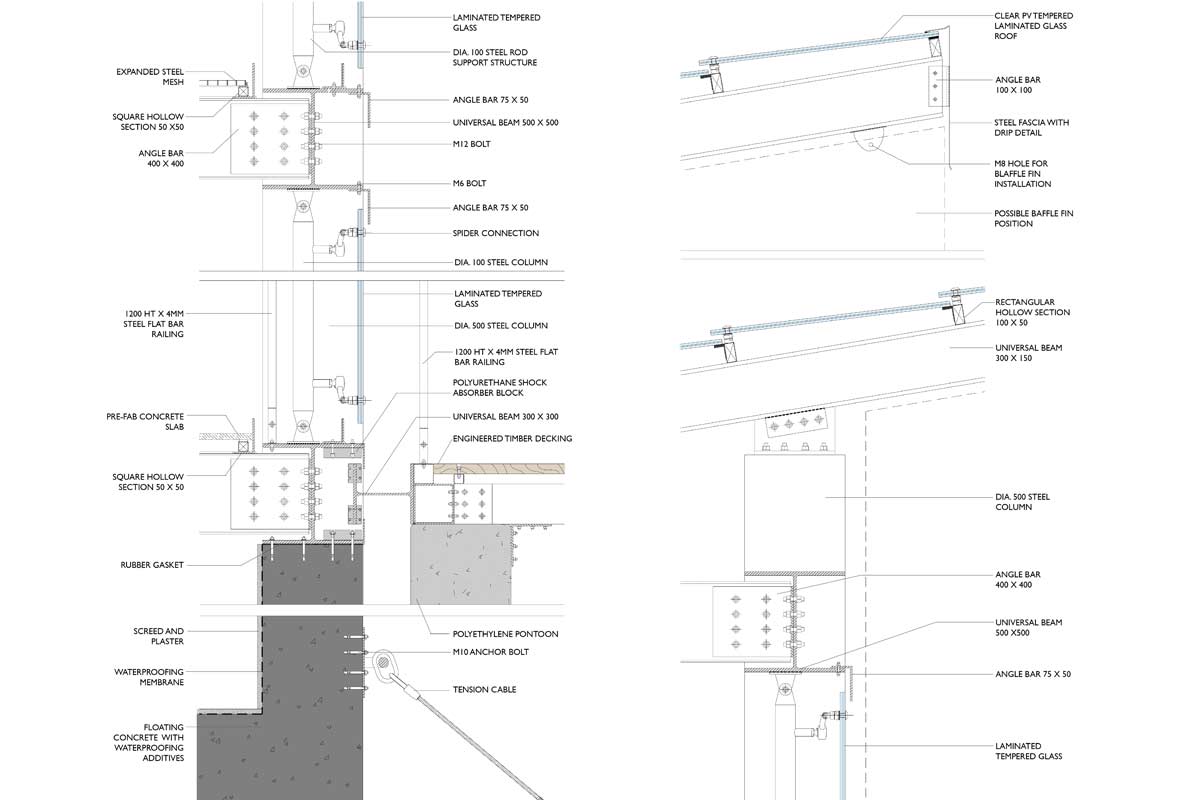 EXPANDED STEEL
MESH
SQUARE HOLLOW
SECTION 50 X50
ANGLE BAR
400 X 400
1200 HT X 4MM
STEEL FLAT BAR
RAILING
PRE-FAB CONCRETE
SLAB
SQUARE HOLLOW
SECTION 50 X 50
RUBBER GASKET
SCREED AND
PLASTER
WATERPROOFING
MEMBRANE
FLOATING
CONCRETE WITH
WATERPROOFING
ADDITIVES
LAMINATED TEMPERED
GLASS
DIA. 100 STEEL ROD
SUPPORT STRUCTURE
ANGLE BAR 75 X 50
UNIVERSAL BEAM 500 X 500
M12 BOLT
M6 BOLT
ANGLE BAR 75 X 50
SPIDER CONNECTION
DIA. 100 STEEL COLUMN
LAMINATED TEMPERED
GLASS
DIA. 500 STEEL COLUMN
1200 HT X 4MM STEEL FLAT
BAR RAILING
POLYURETHANE SHOCK
ABSORBER BLOCK
UNIVERSAL BEAM 300 X 300
ENGINEERED TIMBER DECKING
POLYETHYLENE PONTOON
M10 ANCHOR BOLT
TENSION CABLE
CLEAR PV TEMPERED
LAMINATED GLASS
ROOF
ANGLE BAR
100 X 100
STEEL FASCIA WITH
DRIP DETAIL
M8 HOLE FOR
BLAFFLE FIN
INSTALLATION
POSSIBLE BAFFLE FIN
POSITION
RECTANGULAR
HOLLOW SECTION
100 X 50
UNIVERSAL BEAM
300 X 150
DIA. 500 STEEL
COLUMN
ANGLE BAR
400 X 400
UNIVERSAL BEAM
500 X500
ANGLE BAR 75 X 50
LAMINATED
TEMPERED GLASS